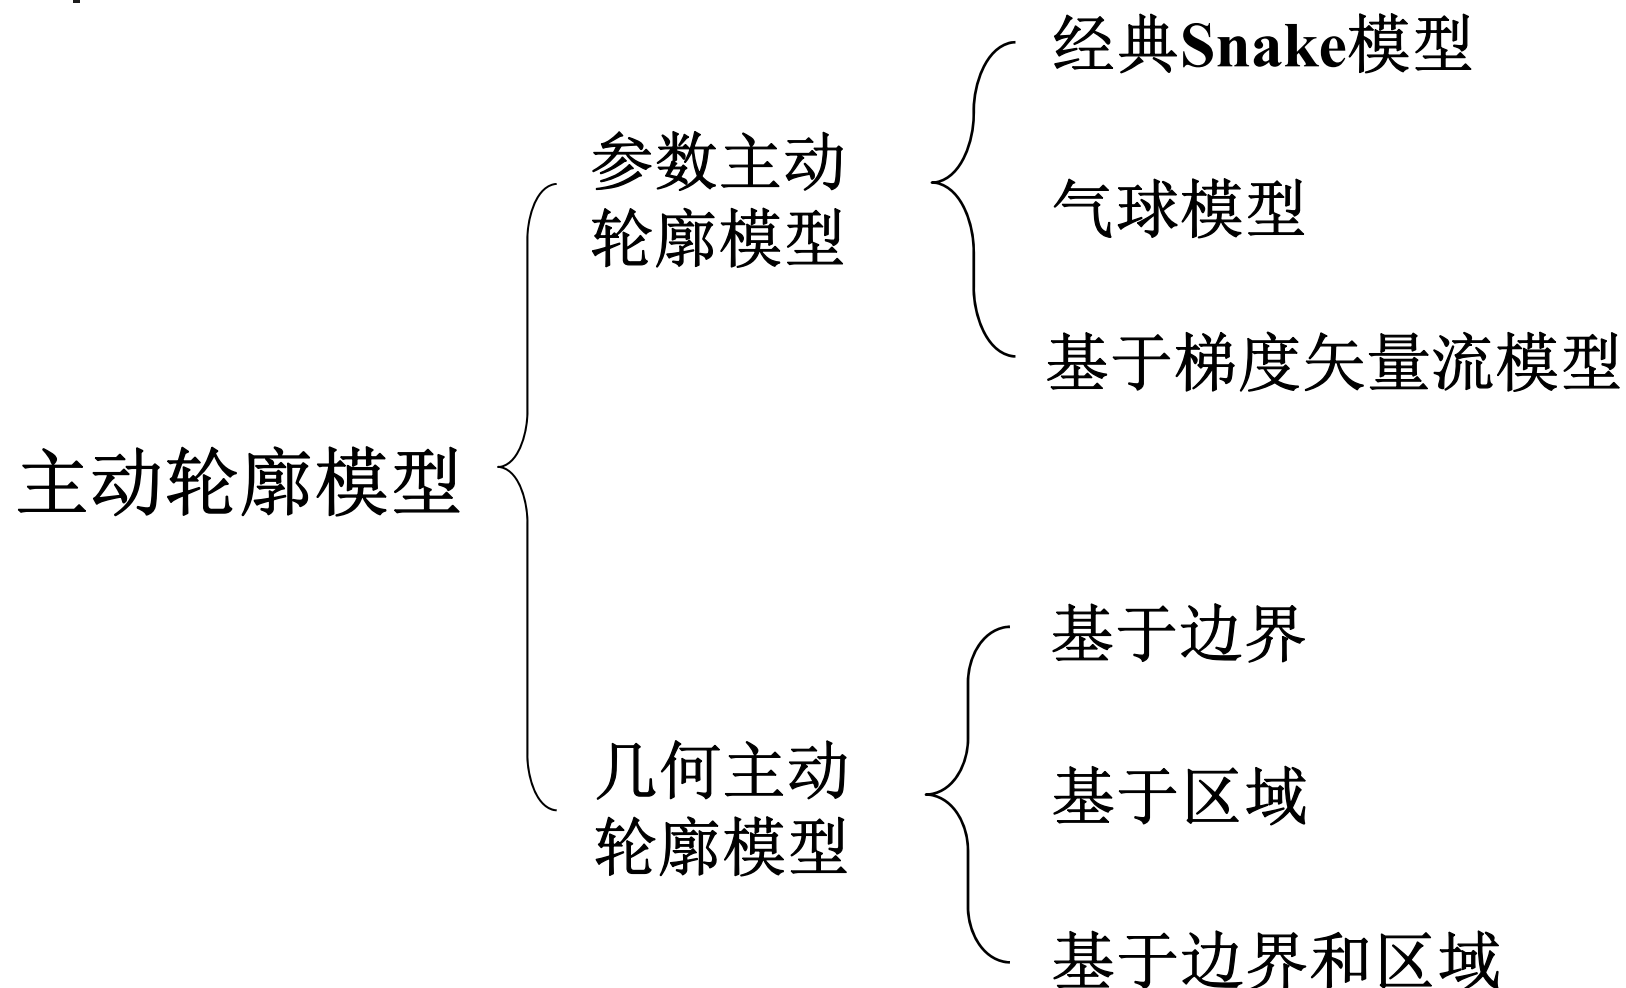 主动轮廓模型
参数主动
轮廓模型
经典Snake模型
气球模型
基于梯度矢量流模型
几何主动
轮廓模型
基于边界
基于区域
基于边界和区域